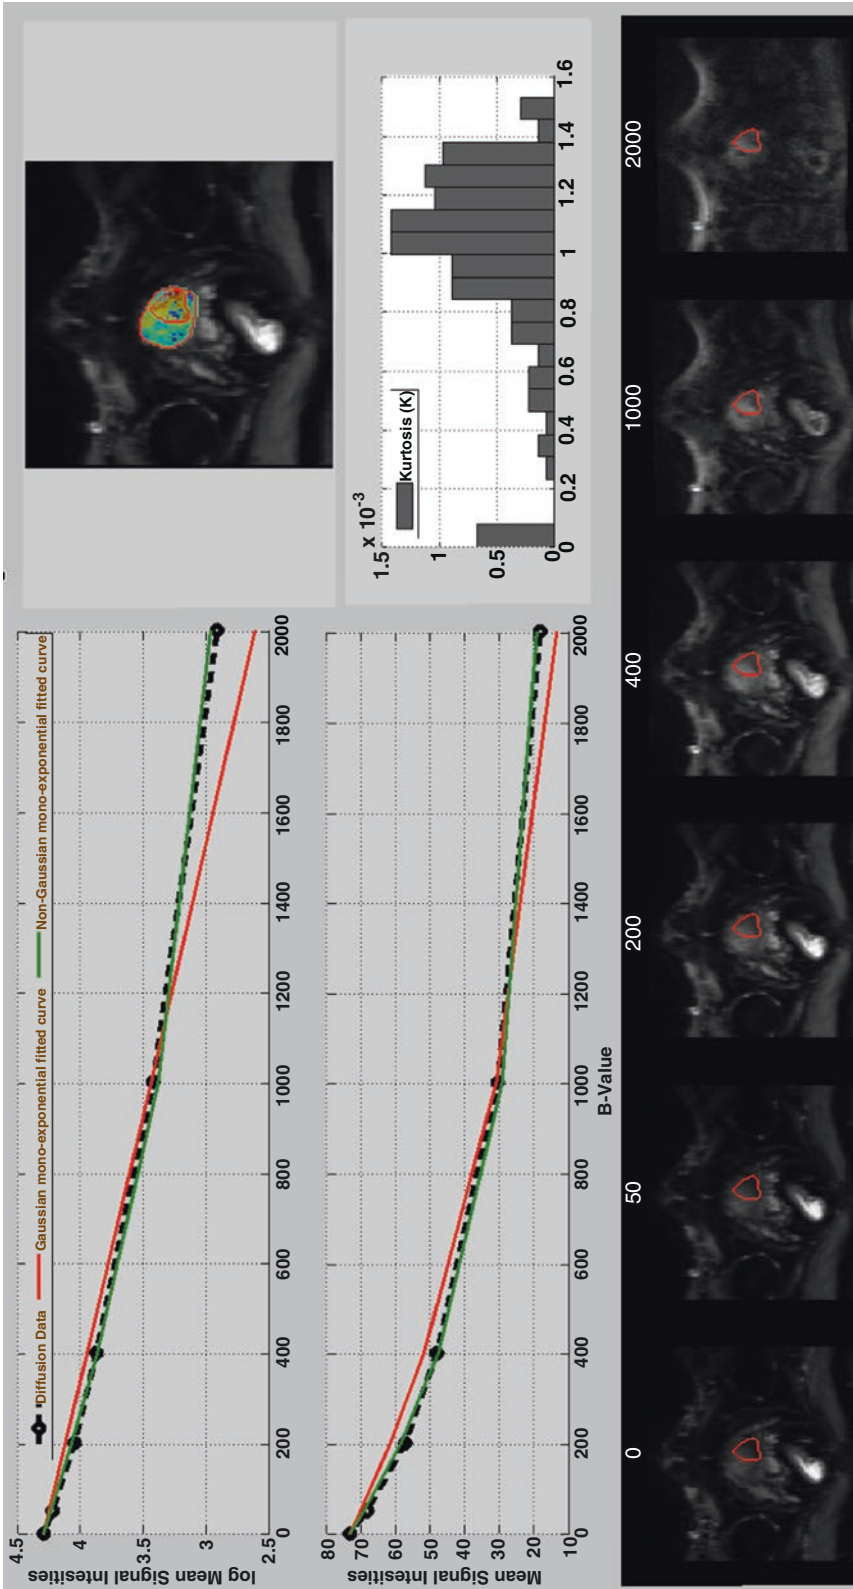 Diffusion Data
Gaussian mono-exponential fitted curve
Non-Gaussian mono-exponential fitted curve
log Mean Signal Intesities
4.5
4
3.5
3
2.5
0 200 400 600 800 1000 1200 1400 1600 1800 2000
Mean Signal Intesities
80
70
60
50
40
30
20
10
0 200 400 600 800 1000 1200 1400 1600 1800 2000
B-Value
x 10-3
Kurtosis (K)
1.5
1
0.5
0
0 0.2 0.4 0.6 0.8 1 1.2 1.4 1.6
0 50 200 400 1000 2000